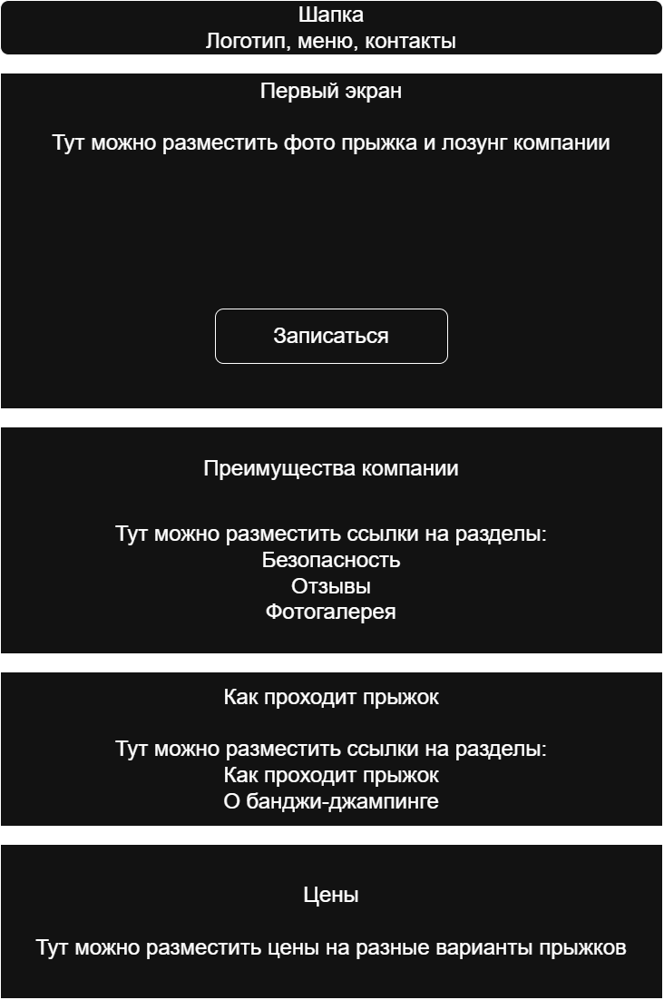 Шапка
Логотип, меню, контакты
Первый экран
Тут можно разместить фото прыжка и лозунг компании
Записаться
Преимущества компании
Тут можно разместить ссылки на разделы:
Безопасность
Отзывы
Фотогалерея
Как проходит прыжок
Тут можно разместить ссылки на разделы:
Как проходит прыжок
О банджи-джампинге
Цены
Тут можно разместить цены на разные варианты прыжков